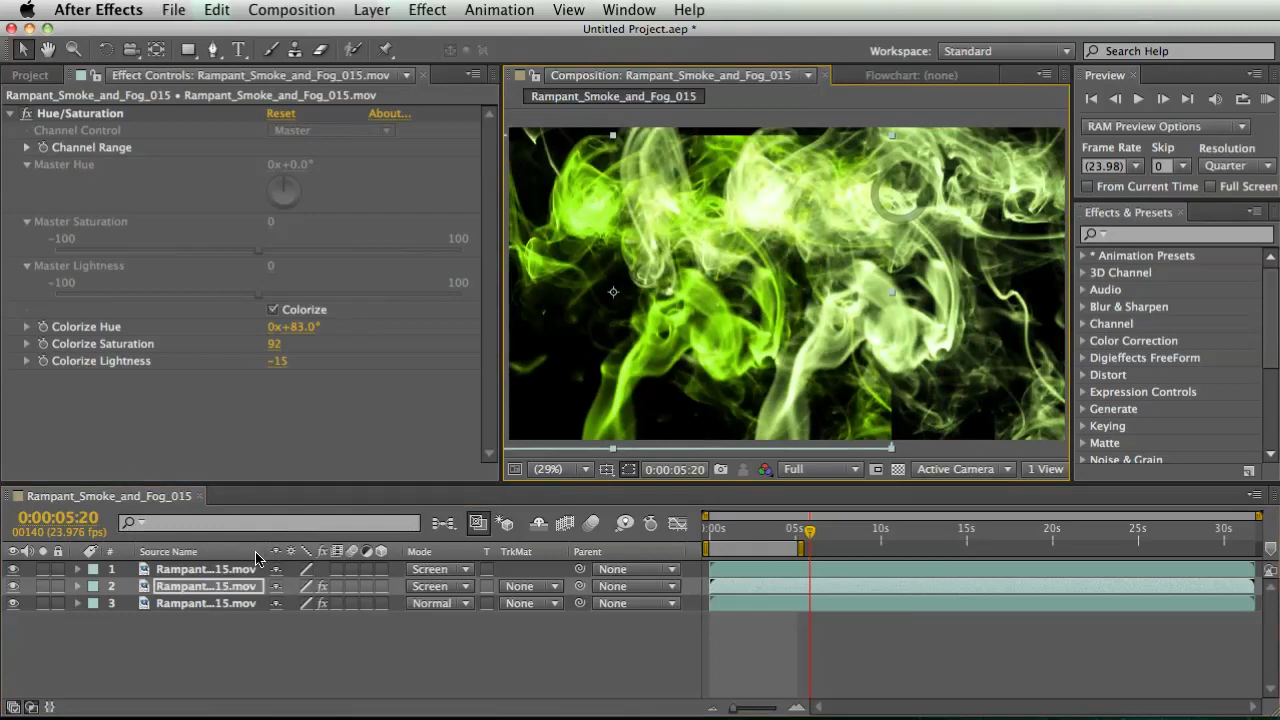 After Effects File Edit Composition Layer Effect Animation View Window Help
Untitled Project.aep *
Workspace: Standard Search Help
Project Effect Controls: Rampant_Smoke_and_Fog_015.mov
Rampant_Smoke_and_Fog_015 • Rampant_Smoke_and_Fog_015.mov
fx Hue/Saturation Reset About...
Channel Control Master
Channel Range
Master Hue 0x+0.0°
Master Saturation 0
-100 100
Master Lightness 0
-100 100
Colorize
Colorize Hue 0x+83.0°
Colorize Saturation 92
Colorize Lightness -15
Composition: Rampant_Smoke_and_Fog_015 Flowchart: (none)
Rampant_Smoke_and_Fog_015
(29%) 0:00:05:20 Full Active Camera 1 View
Preview
RAM Preview Options
Frame Rate Skip Resolution
(23.98) 0 Quarter
From Current Time Full Screen
Effects & Presets
* Animation Presets
3D Channel
Audio
Blur & Sharpen
Channel
Color Correction
Digieffects FreeForm
Distort
Expression Controls
Generate
Keying
Matte
Noise & Grain
Rampant_Smoke_and_Fog_015
0:00:05:20
00140 (23.976 fps)
):00s 05s 10s 15s 20s 25s 30s
# Source Name fx Mode T TrkMat Parent
1 Rampant...15.mov Screen None
2 Rampant...15.mov fx Screen None None
3 Rampant...15.mov fx Normal None None